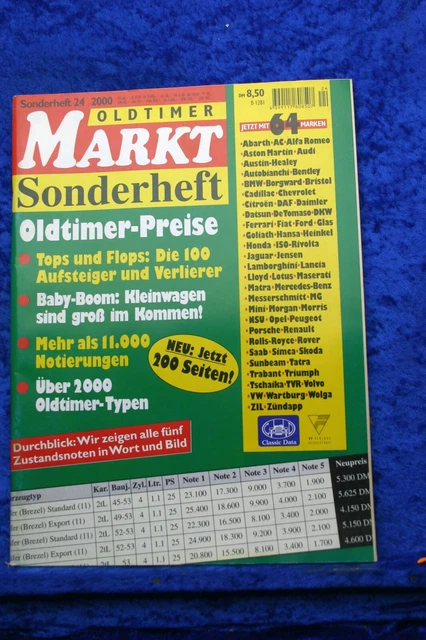 Sonderheft 24 2000
OLDTIMER
MARKT
Sonderheft
Oldtimer-Preise
Tops und Flops: Die 100
Aufsteiger und Verlierer
Baby-Boom: Kleinwagen
sind groß im Kommen!
Mehr als 11.000
Notierungen
Über 2000
Oldtimer-Typen
NEU: Jetzt
200 Seiten!
Durchblick: Wir zeigen alle fünf
Zustandsnoten in Wort und Bild
DM 8,50
D 1281
JETZT MIT 64 MARKEN
·Abarth·AC·Alfa Romeo
·Aston Martin·Audi
·Austin-Healey
·Autobianchi·Bentley
·BMW·Borgward·Bristol
·Cadillac·Chevrolet
·Citroën·DAF·Daimler
·Datsun·DeTomaso·DKW
·Ferrari·Fiat·Ford·Glas
·Goliath·Hansa·Heinkel
·Honda·ISO-Rivolta
·Jaguar·Jensen
·Lamborghini·Lancia
·Lloyd·Lotus·Maserati
·Matra·Mercedes-Benz
·Messerschmitt·MG
·Mini·Morgan·Morris
·NSU·Opel·Peugeot
·Porsche·Renault
·Rolls-Royce·Rover
·Saab·Simca·Skoda
·Sunbeam·Tatra
·Trabant·Triumph
·Tschaika·TVR·Volvo
·VW·Wartburg·Wolga
·ZIL·Zündapp
Classic Data
rzeugtyp Kar. Bauj. Zyl. Ltr. PS Note 1 Note 2 Note 3 Note 4 Note 5 Neupreis
er (Brezel) Standard (11) 2tL 45-53 4 1.1 25 23.100 17.300 9.000 3.700 1.900 5.300 DM
er (Brezel) Export (11) 2tL 49-53 4 1.1 25 25.400 18.600 9.900 4.000 2.100 5.625 DM
er (Brezel) Standard (11) 2tL 52-53 4 1.1 25 22.300 16.500 8.100 3.400 2.000 4.150 DM
fer (Brezel) Export (11) 2tL 52-53 4 1.1 25 24.900 18.300 9.200 3.900 2.100 5.150 D
20.800 15.500 8.100 3.400 1.700 4.600 D